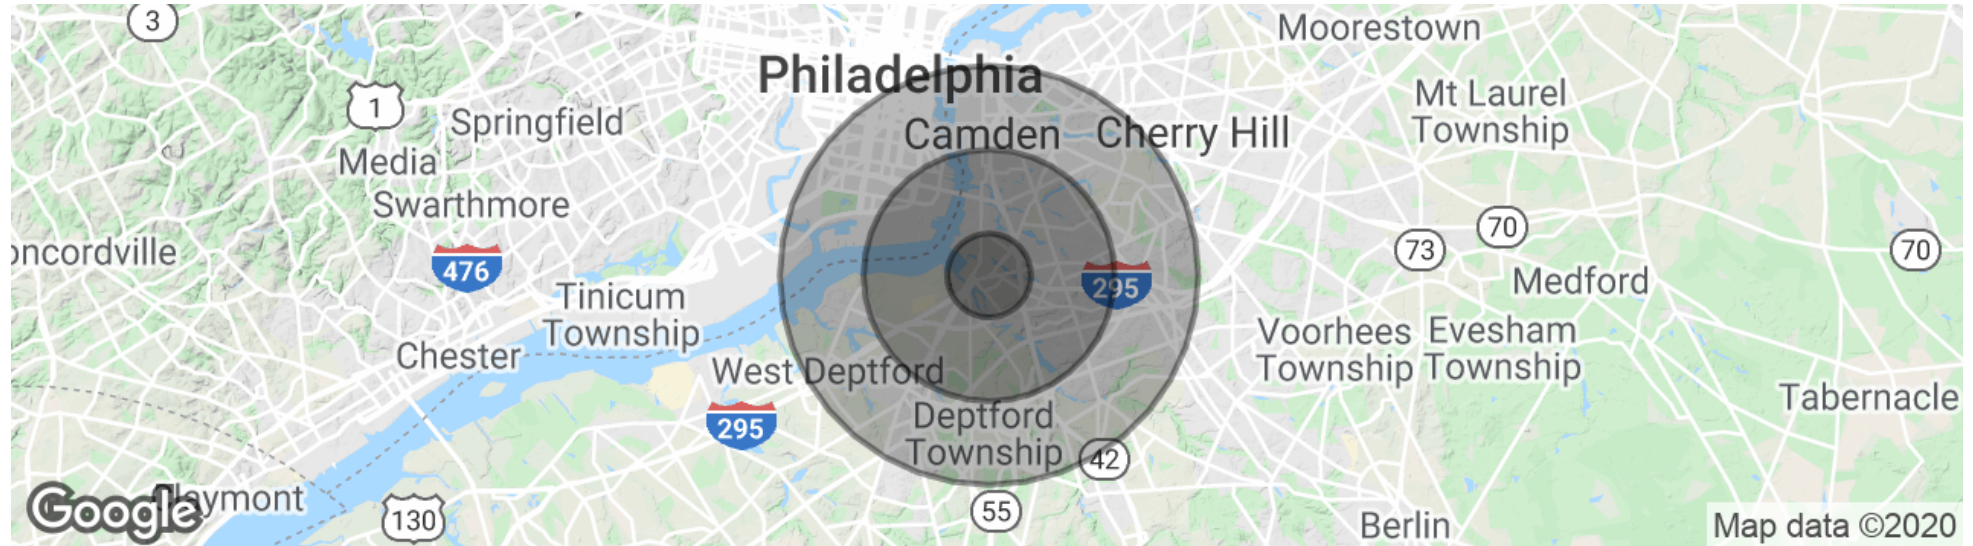 3
Moorestown
Philadelphia
1
Mt Laurel
Township
Springfield
Camden
Cherry Hill
Media
Swarthmore
70
73
70
oncordville
476
295
Medford
Tinicum
Township
Voorhees
Township
Evesham
Township
Chester
West Deptford
Tabernacle
295
Deptford
Township
42
Claymont
Google
130
55
Berlin
Map data ©2020